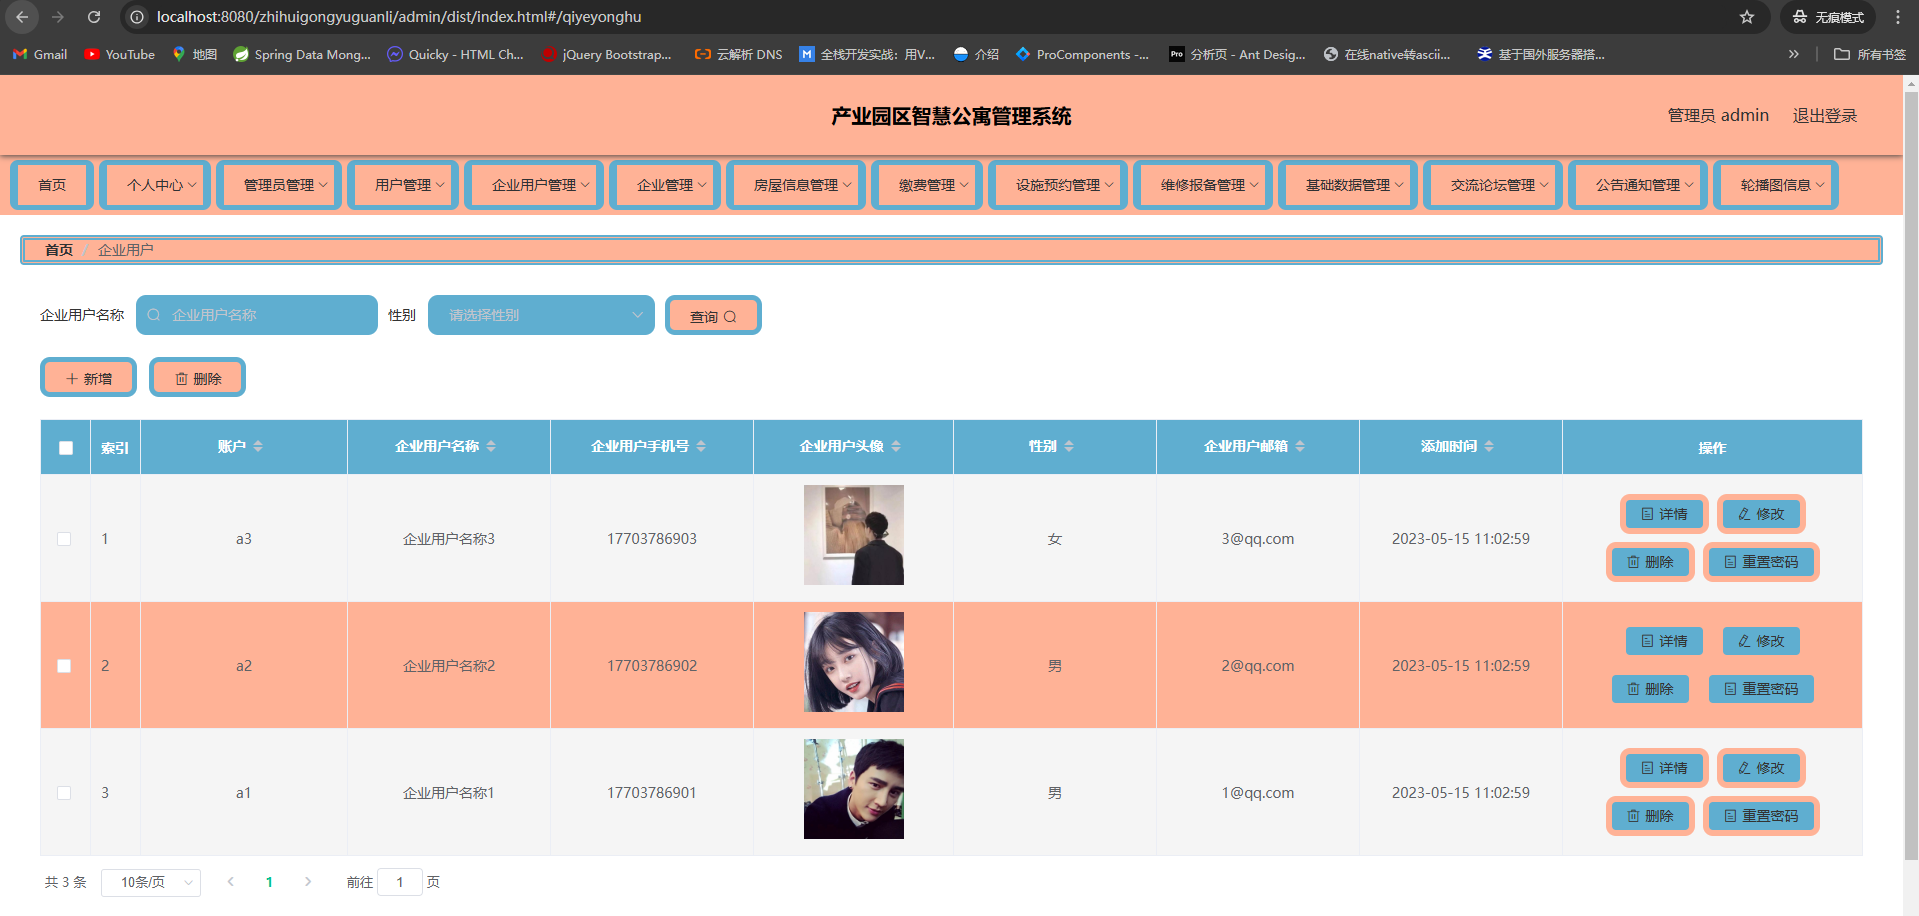 localhost:8080/zhihuigongyuguanli/admin/dist/index.html#/qiyeyonghu 无痕模式
Gmail YouTube 地图 Spring Data Mong... Quicky - HTML Ch... jQuery Bootstrap... 云解析 DNS M 全栈开发实战：用V... 介绍 ProComponents -... Pro 分析页 - Ant Desig... 在线native转ascii... 基于国外服务器搭... » 所有书签
产业园区智慧公寓管理系统 管理员 admin 退出登录
首页 个人中心 管理员管理 用户管理 企业用户管理 企业管理 房屋信息管理 缴费管理 设施预约管理 维修报备管理 基础数据管理 交流论坛管理 公告通知管理 轮播图信息
首页 / 企业用户
企业用户名称 企业用户名称 性别 请选择性别 查询
新增 删除
索引 账户 企业用户名称 企业用户手机号 企业用户头像 性别 企业用户邮箱 添加时间 操作
1 a3 企业用户名称3 17703786903 女 3@qq.com 2023-05-15 11:02:59 详情 修改
删除 重置密码
2 a2 企业用户名称2 17703786902 男 2@qq.com 2023-05-15 11:02:59 详情 修改
删除 重置密码
3 a1 企业用户名称1 17703786901 男 1@qq.com 2023-05-15 11:02:59 详情 修改
删除 重置密码
共 3 条 10条/页 1 前往 1 页